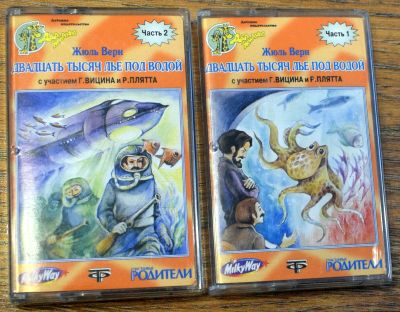 Часть 2
Жюль Верн
ДВАДЦАТЬ ТЫСЯЧ ЛЬЕ ПОД ВОДОЙ
с участием Г.ВИЦИНА и Р.ПЛЯТТА
MilkyWay
РОДИТЕЛИ
Часть 1
Жюль Верн
ДВАДЦАТЬ ТЫСЯЧ ЛЬЕ ПОД ВОДОЙ
с участием Г.ВИЦИНА и Р.ПЛЯТТА
MilkyWay
РОДИТЕЛИ